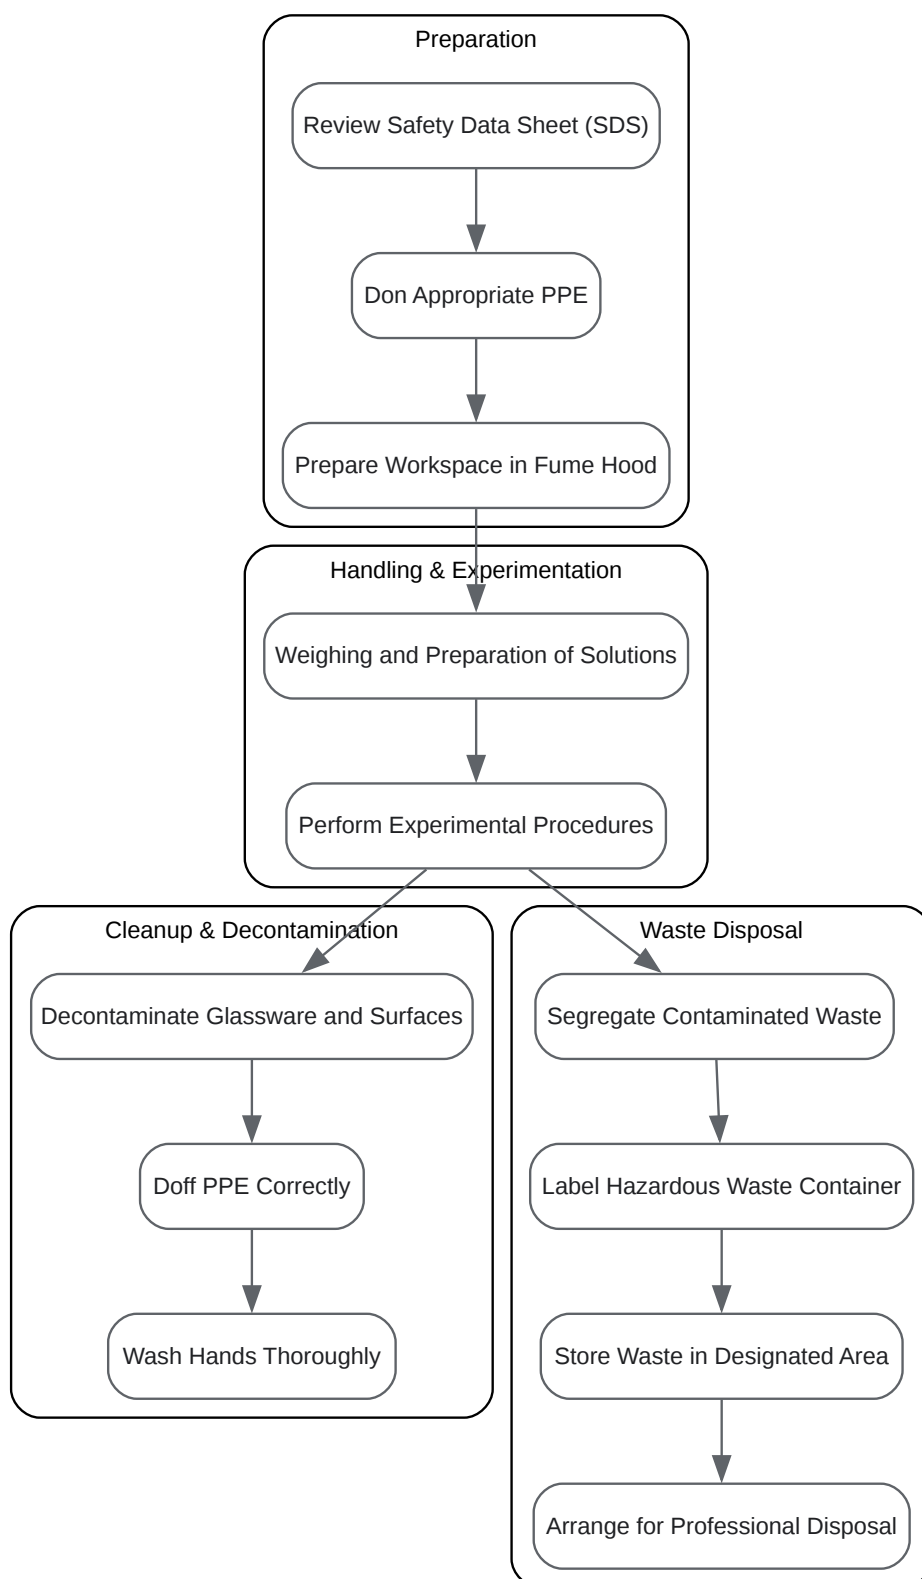 Preparation
Review Safety Data Sheet (SDS)
Don Appropriate PPE
Prepare Workspace in Fume Hood
Handling & Experimentation
Weighing and Preparation of Solutions
Perform Experimental Procedures
Cleanup & Decontamination
Decontaminate Glassware and Surfaces
Doff PPE Correctly
Wash Hands Thoroughly
Waste Disposal
Segregate Contaminated Waste
Label Hazardous Waste Container
Store Waste in Designated Area
Arrange for Professional Disposal